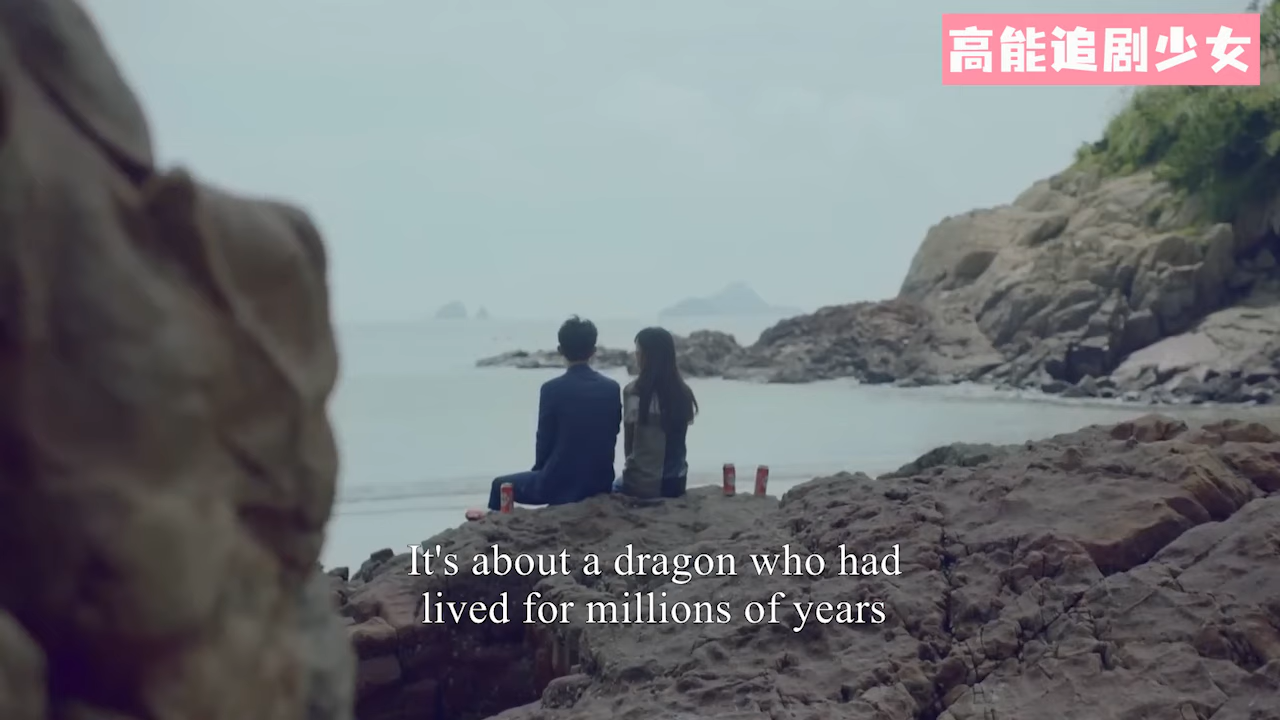 高能追剧少女
It's about a dragon who had
lived for millions of years